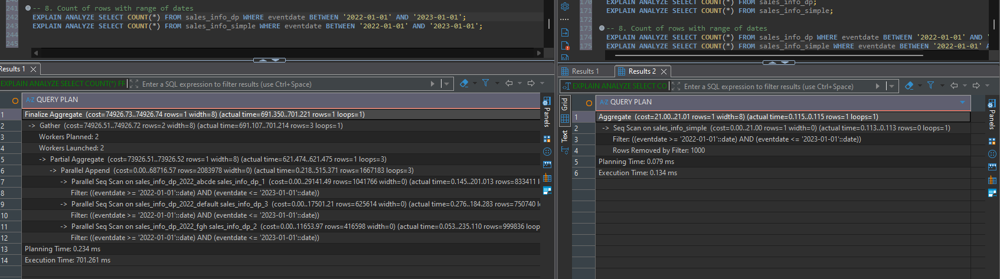 241 -- 8. Count of rows with range of dates
242 EXPLAIN ANALYZE SELECT COUNT(*) FROM sales_info_dp WHERE eventdate BETWEEN '2022-01-01' AND '2023-01-01';
243 EXPLAIN ANALYZE SELECT COUNT(*) FROM sales_info_simple WHERE eventdate BETWEEN '2022-01-01' AND '2023-01-01';
244
245
Results 1
EXPLAIN ANALYZE SELECT COUNT(*) FR
Enter a SQL expression to filter results (use Ctrl+Space)
A-Z QUERY PLAN
1 Finalize Aggregate (cost=74926.73..74926.74 rows=1 width=8) (actual time=691.350..701.221 rows=1 loops=1)
2 -> Gather (cost=74926.51..74926.72 rows=2 width=8) (actual time=691.107..701.214 rows=3 loops=1)
3 Workers Planned: 2
4 Workers Launched: 2
5 -> Partial Aggregate (cost=73926.51..73926.52 rows=1 width=8) (actual time=621.474..621.475 rows=1 loops=3)
6 -> Parallel Append (cost=0.00..68716.57 rows=2083978 width=0) (actual time=0.218..515.371 rows=1667183 loops=3)
7 -> Parallel Seq Scan on sales_info_dp_2022_abcde sales_info_dp_1 (cost=0.00..29141.49 rows=1041766 width=0) (actual time=0.145..201.013 rows=833411 l
8 Filter: ((eventdate >= '2022-01-01'::date) AND (eventdate <= '2023-01-01'::date))
9 -> Parallel Seq Scan on sales_info_dp_2022_default sales_info_dp_3 (cost=0.00..17501.21 rows=625614 width=0) (actual time=0.276..184.283 rows=750740 l
10 Filter: ((eventdate >= '2022-01-01'::date) AND (eventdate <= '2023-01-01'::date))
11 -> Parallel Seq Scan on sales_info_dp_2022_fgh sales_info_dp_2 (cost=0.00..11653.97 rows=416598 width=0) (actual time=0.053..235.110 rows=999836 loop
12 Filter: ((eventdate >= '2022-01-01'::date) AND (eventdate <= '2023-01-01'::date))
13 Planning Time: 0.234 ms
14 Execution Time: 701.261 ms
Panels
170 EXPLAIN ANALYZE SELECT COUNT(*) FROM sales_info_dp;
171 EXPLAIN ANALYZE SELECT COUNT(*) FROM sales_info_simple;
172
173 -- 8. Count of rows with range of dates
174 EXPLAIN ANALYZE SELECT COUNT(*) FROM sales_info_dp WHERE eventdate BETWEEN '2022-01-01' AND '
175 EXPLAIN ANALYZE SELECT COUNT(*) FROM sales_info_simple WHERE eventdate BETWEEN '2022-01-01' A
Results 1
Results 2
EXPLAIN ANALYZE SELECT CO
Enter a SQL expression to filter results (use Ctrl+Space)
Grid
Text
A-Z QUERY PLAN
1 Aggregate (cost=21.00..21.01 rows=1 width=8) (actual time=0.115..0.115 rows=1 loops=1)
2 -> Seq Scan on sales_info_simple (cost=0.00..21.00 rows=1 width=0) (actual time=0.113..0.113 rows=0 loops=1)
3 Filter: ((eventdate >= '2022-01-01'::date) AND (eventdate <= '2023-01-01'::date))
4 Rows Removed by Filter: 1000
5 Planning Time: 0.079 ms
6 Execution Time: 0.134 ms
Panels